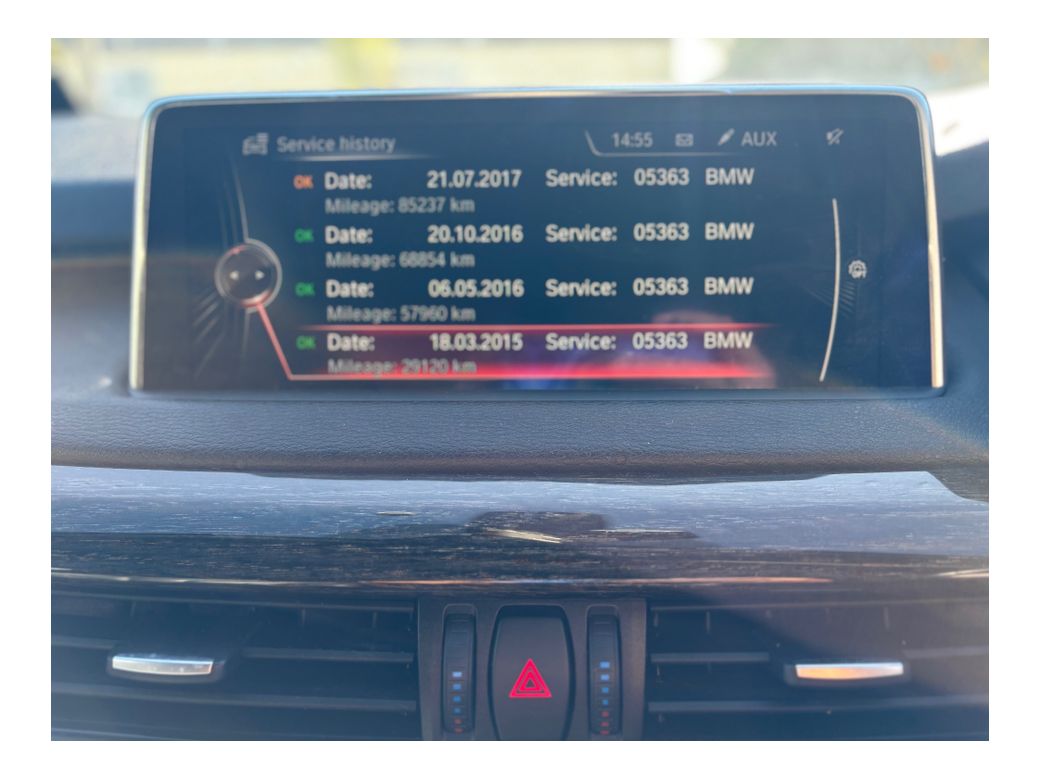 Service history 14:55 AUX
OK Date: 21.07.2017 Service: 05363 BMW
Mileage: 85237 km
OK Date: 20.10.2016 Service: 05363 BMW
Mileage: 68854 km
OK Date: 06.05.2016 Service: 05363 BMW
Mileage: 57960 km
OK Date: 18.03.2015 Service: 05363 BMW
Mileage: 29120 km